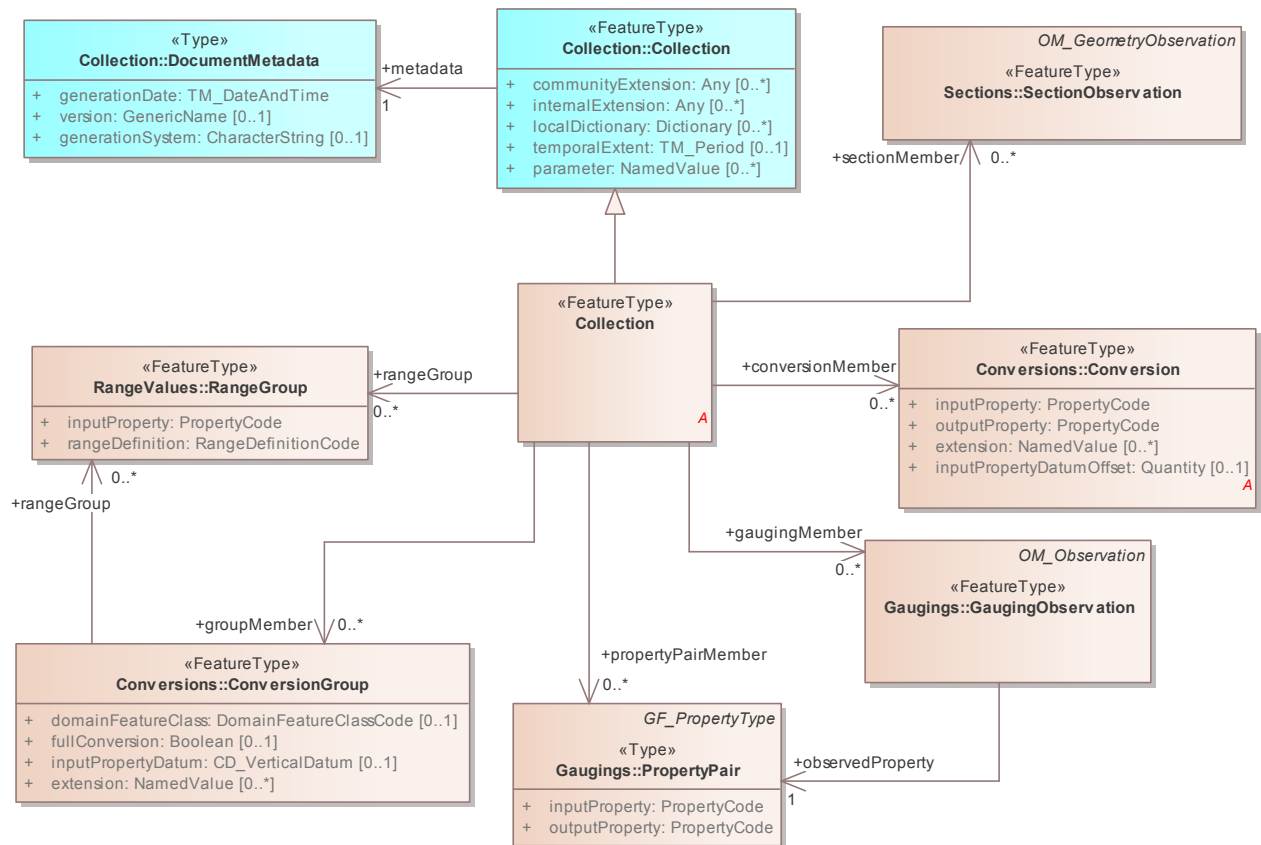 «Type»
Collection::DocumentMetadata
+ generationDate: TM_DateAndTime
+ version: GenericName [0..1]
+ generationSystem: CharacterString [0..1]
+metadata
1
«FeatureType»
Collection::Collection
+ communityExtension: Any [0..*]
+ internalExtension: Any [0..*]
+ localDictionary: Dictionary [0..*]
+ temporalExtent: TM_Period [0..1]
+ parameter: NamedValue [0..*]
OM_GeometryObservation
«FeatureType»
Sections::SectionObservation
+sectionMember
0..*
«FeatureType»
Collection
A
«FeatureType»
RangeValues::RangeGroup
+ inputProperty: PropertyCode
+ rangeDefinition: RangeDefinitionCode
+rangeGroup
0..*
+conversionMember
0..*
«FeatureType»
Conversions::Conversion
+ inputProperty: PropertyCode
+ outputProperty: PropertyCode
+ extension: NamedValue [0..*]
+ inputPropertyDatumOffset: Quantity [0..1]
A
0..*
+rangeGroup
+gaugingMember
0..*
OM_Observation
«FeatureType»
Gaugings::GaugingObservation
+groupMember
0..*
«FeatureType»
Conversions::ConversionGroup
+ domainFeatureClass: DomainFeatureClassCode [0..1]
+ fullConversion: Boolean [0..1]
+ inputPropertyDatum: CD_VerticalDatum [0..1]
+ extension: NamedValue [0..*]
+propertyPairMember
0..*
GF_PropertyType
«Type»
Gaugings::PropertyPair
+ inputProperty: PropertyCode
+ outputProperty: PropertyCode
+observedProperty
1